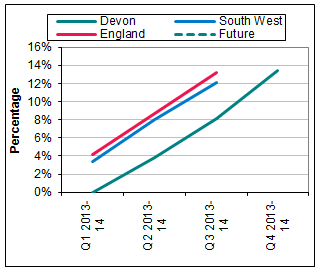 Devon
South West
England
Future
16%
14%
12%
10%
8%
6%
4%
2%
0%
Percentage
Q1 2013-
14
Q2 2013-
14
Q3 2013-
14
Q4 2013-
14